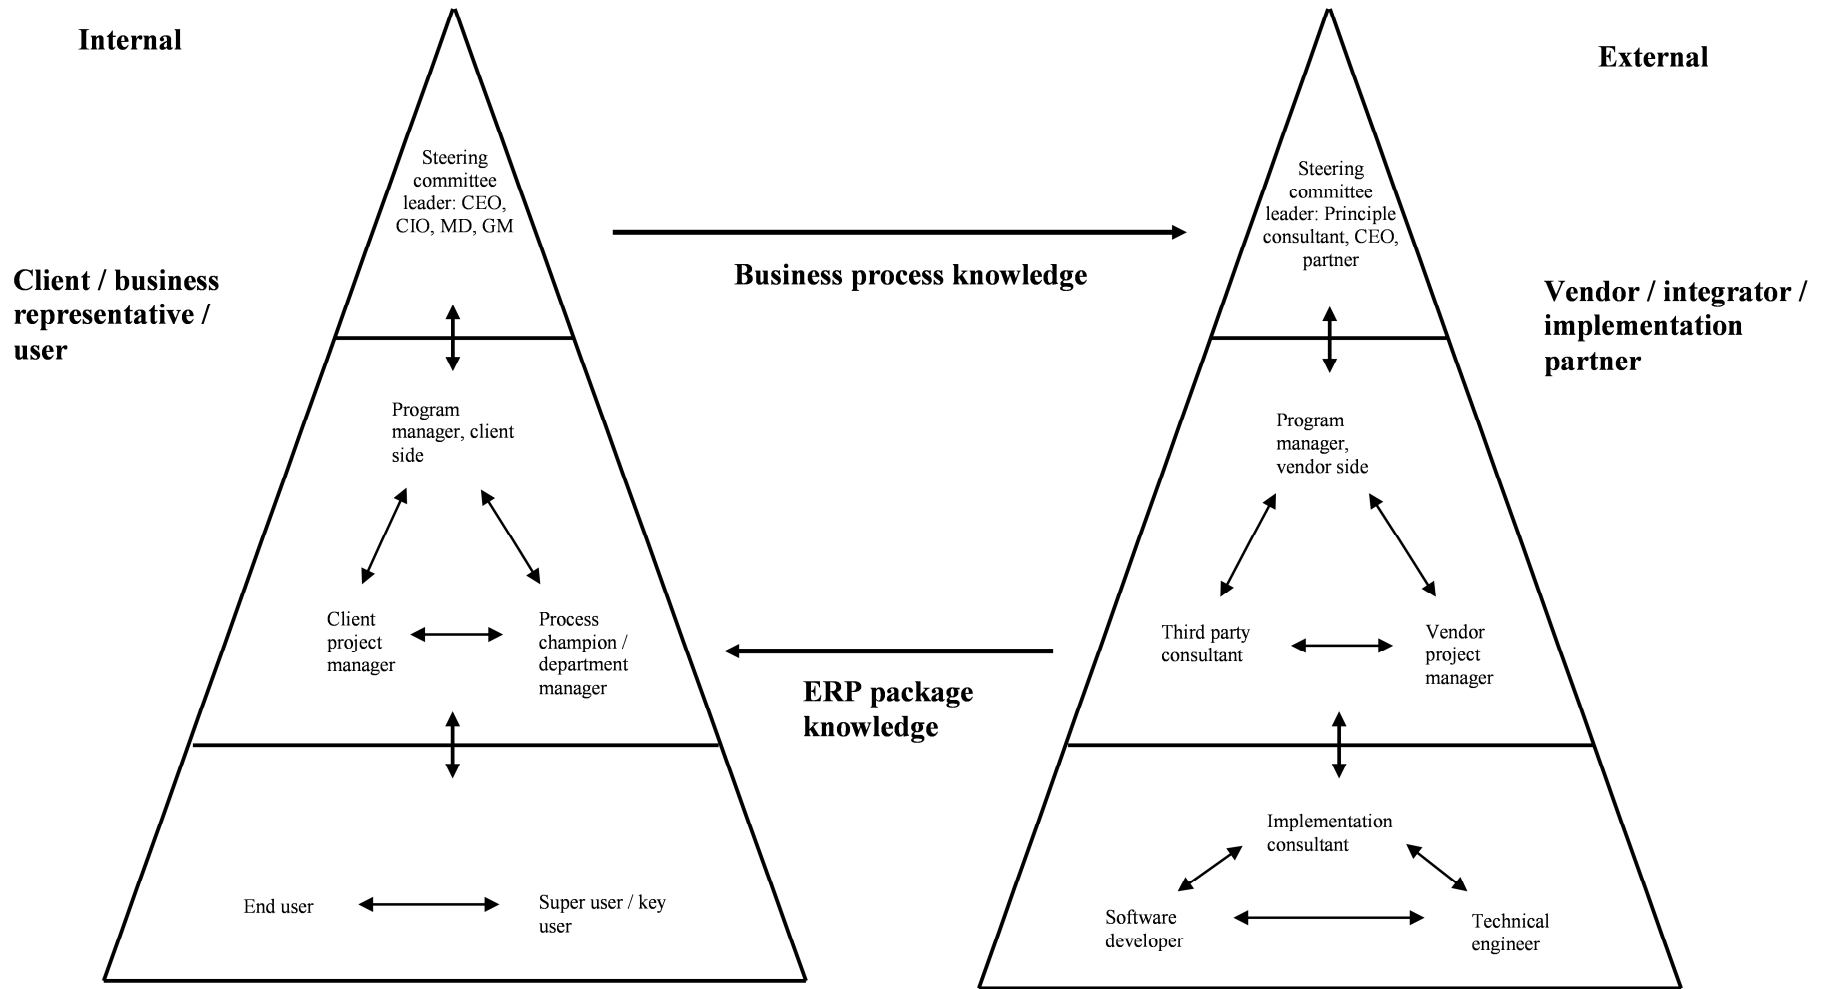 Internal
External
Steering
committee
leader: CEO,
CIO, MD, GM
Steering
committee
leader: Principle
consultant, CEO,
partner
Business process knowledge
Client / business
representative /
user
Vendor / integrator /
implementation
partner
Program
manager, client
side
Program
manager,
vendor side
Client
project
manager
Process
champion /
department
manager
Third party
consultant
Vendor
project
manager
ERP package
knowledge
Implementation
consultant
End user
Super user / key
user
Software
developer
Technical
engineer